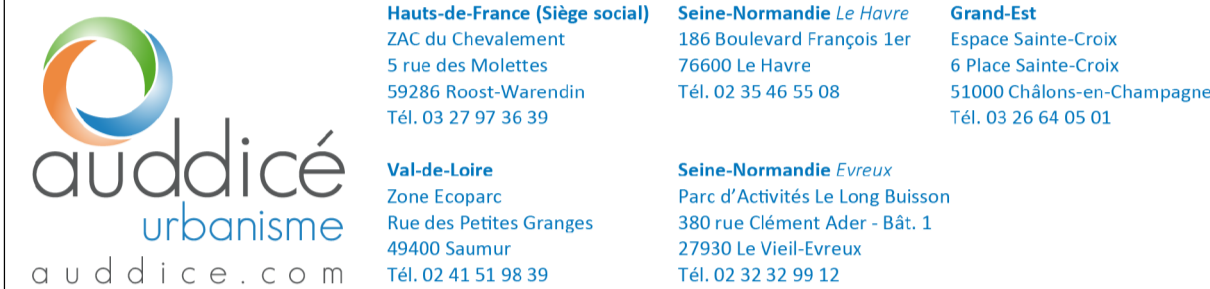 auddicé
urbanisme
auddice.com
Hauts-de-France (Siège social)
ZAC du Chevalement
5 rue des Molettes
59286 Roost-Warendin
Tél. 03 27 97 36 39
Seine-Normandie Le Havre
186 Boulevard François 1er
76600 Le Havre
Tél. 02 35 46 55 08
Grand-Est
Espace Sainte-Croix
6 Place Sainte-Croix
51000 Châlons-en-Champagne
Tél. 03 26 64 05 01
Val-de-Loire
Zone Ecoparc
Rue des Petites Granges
49400 Saumur
Tél. 02 41 51 98 39
Seine-Normandie Evreux
Parc d’Activités Le Long Buisson
380 rue Clément Ader - Bât. 1
27930 Le Vieil-Evreux
Tél. 02 32 32 99 12